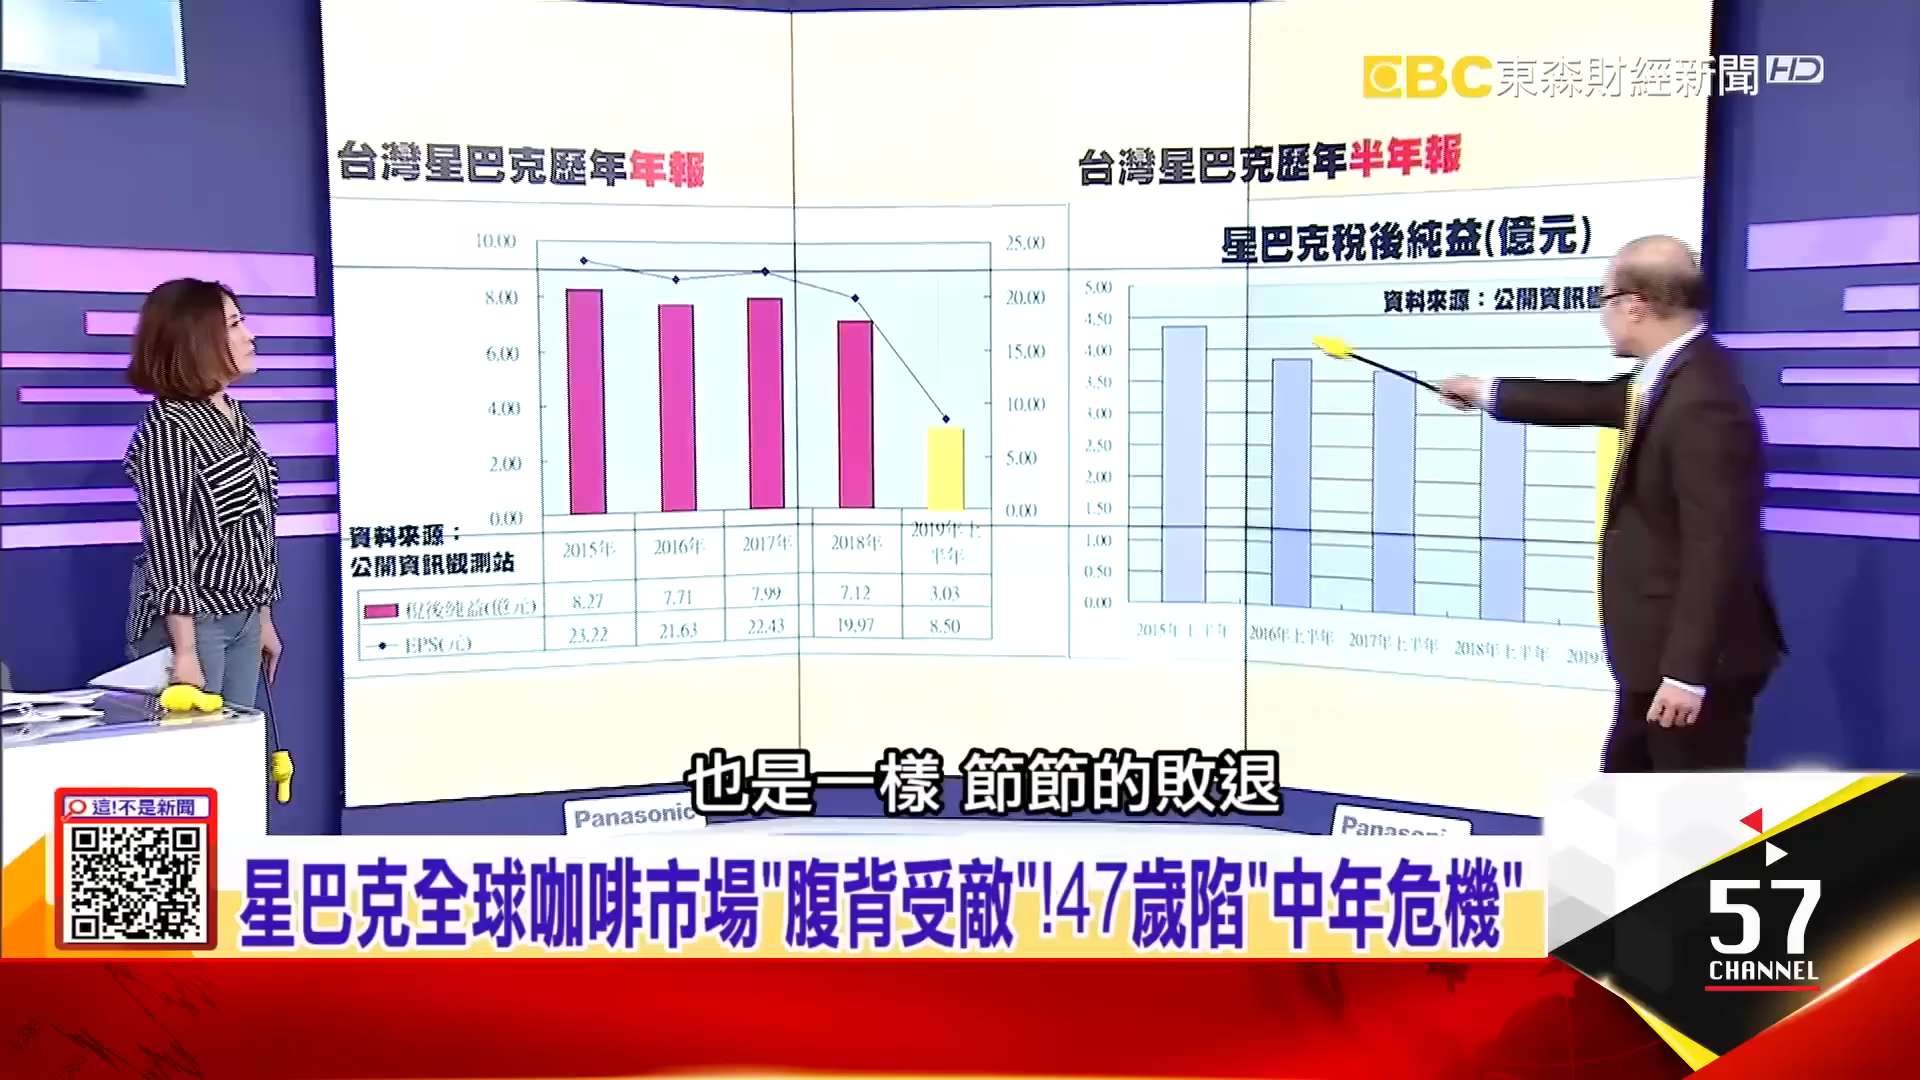 EBC 東森財經新聞 HD
台灣星巴克歷年年報
10.00
8.00
6.00
4.00
2.00
0.00
25.00
20.00
15.00
10.00
5.00
0.00
資料來源：
公開資訊觀測站
2015年 2016年 2017年 2018年 2019年上半年
稅後純益(億元) 8.27 7.71 7.99 7.12 3.03
EPS(元) 23.22 21.63 22.43 19.97 8.50
台灣星巴克歷年半年報
星巴克稅後純益(億元)
資料來源：公開資訊
5.00
4.50
4.00
3.50
3.00
2.50
2.00
1.50
1.00
0.50
0.00
2015年上半年 2016年上半年 2017年上半年 2018年上半年 2019
也是一樣 節節的敗退
Panasonic
Panasonic
這!不是新聞
星巴克全球咖啡市場"腹背受敵"!47歲陷"中年危機"
57
CHANNEL